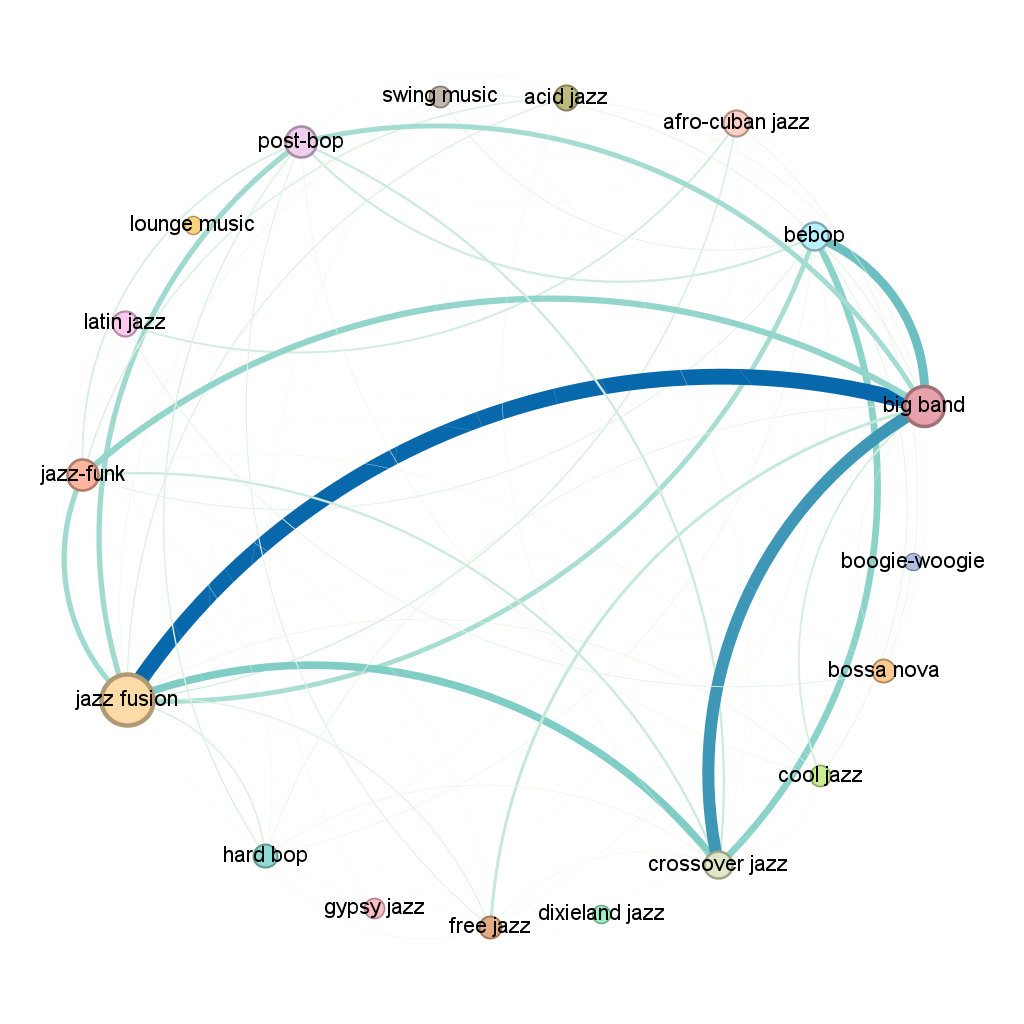 swing music
acid jazz
afro-cuban jazz
post-bop
lounge music
bebop
latin jazz
big band
jazz-funk
boogie-woogie
bossa nova
jazz fusion
cool jazz
hard bop
crossover jazz
gypsy jazz
dixieland jazz
free jazz